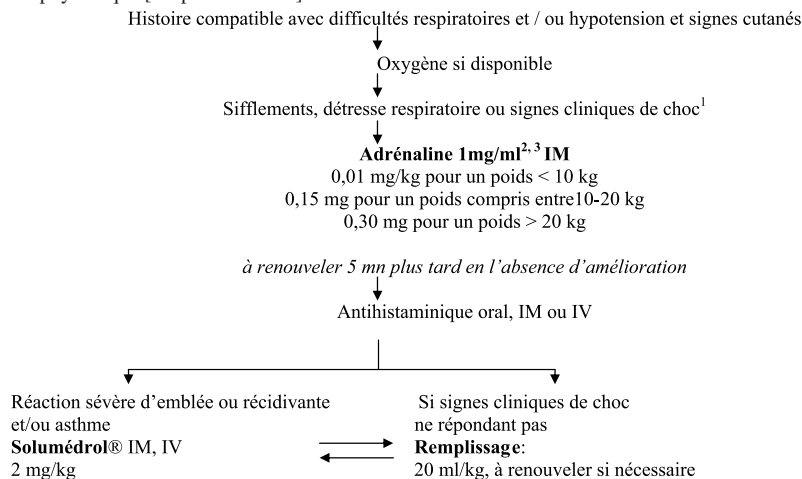 Histoire compatible avec difficultés respiratoires et / ou hypotension et signes cutanés
Oxygène si disponible
Sifflements, détresse respiratoire ou signes cliniques de choc1
Adrénaline 1mg/ml2, 3 IM
0,01 mg/kg pour un poids < 10 kg
0,15 mg pour un poids compris entre10-20 kg
0,30 mg pour un poids > 20 kg
à renouveler 5 mn plus tard en l’absence d’amélioration
Antihistaminique oral, IM ou IV
Réaction sévère d’emblée ou récidivante
et/ou asthme
Solumédrol® IM, IV
2 mg/kg
Si signes cliniques de choc
ne répondant pas
Remplissage:
20 ml/kg, à renouveler si nécessaire